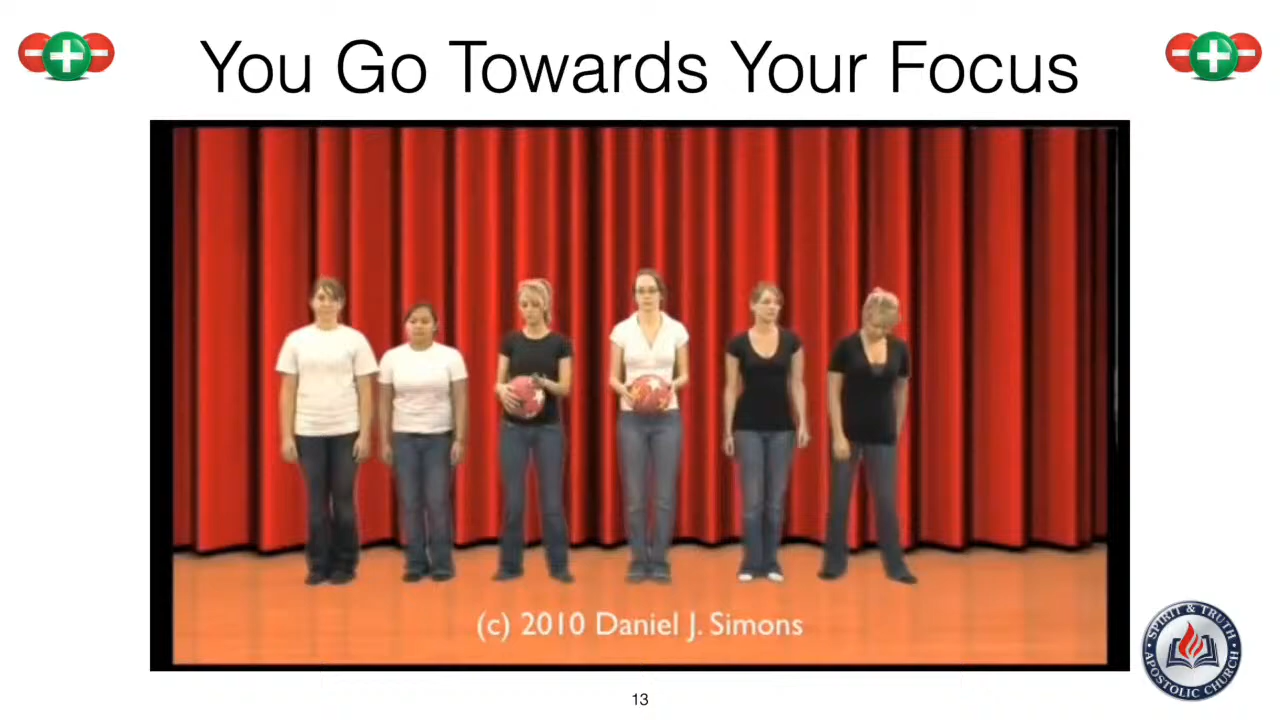 You Go Towards Your Focus
(c) 2010 Daniel J. Simons
SPIRIT & TRUTH
APOSTOLIC CHURCH
13